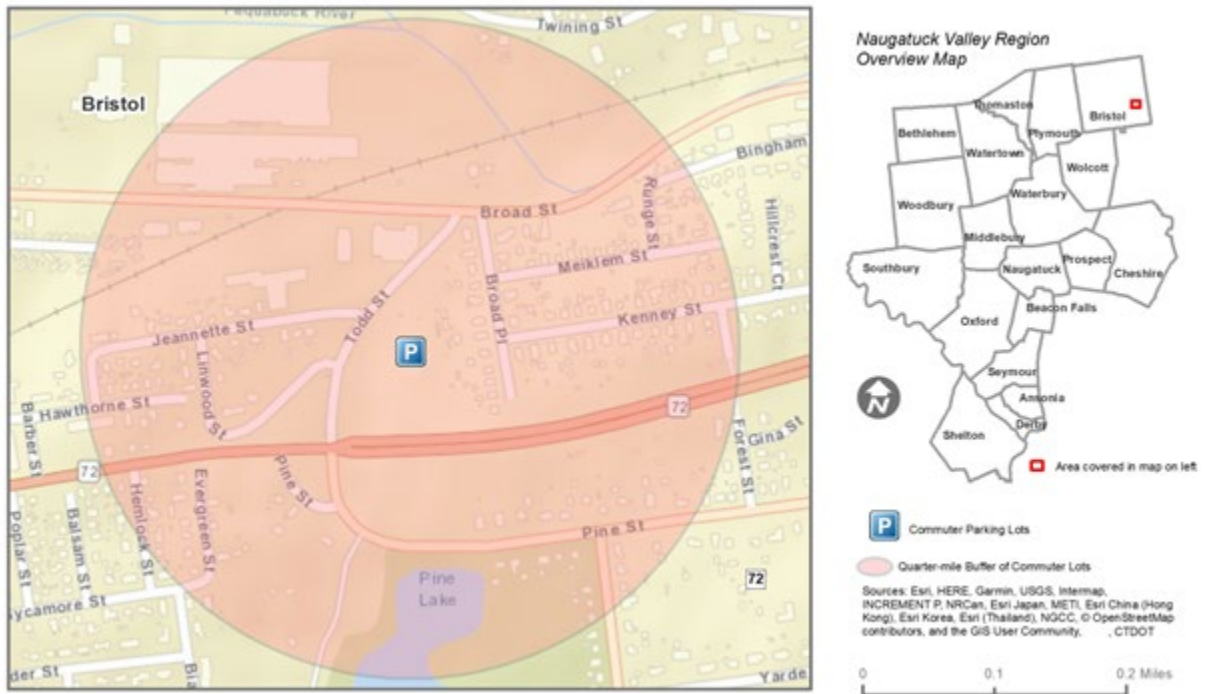 Pequabuck River
Twining St
Bristol
Bingham
Broad St
Runge St
Hillcrest Ct
Meiklem St
Broad Pl
Kenney St
Todd St
Jeannette St
P
Linwood St
Hawthorne St
72
Barber St
72
Gina St
Forest St
Pine St
Evergreen St
Hemlock St
Balsam St
Poplar St
Pine St
Pine
Lake
72
Sycamore St
der St
Bia
Yarde
Naugatuck Valley Region
Overview Map
Thomaston
Bristol
Bethlehem
Plymouth
Watertown
Wolcott
Waterbury
Woodbury
Middlebury
Prospect
Southbury
Naugatuck
Cheshire
Beacon Falls
Oxford
Seymour
N
Ansonia
Derby
Shelton
Area covered in map on left
P
Commuter Parking Lots
Quarter-mile Buffer of Commuter Lots
Sources: Esri, HERE, Garmin, USGS, Intermap,
INCREMENT P, NRCan, Esri Japan, METI, Esri China (Hong
Kong), Esri Korea, Esri (Thailand), NGCC, © OpenStreetMap
contributors, and the GIS User Community, , CTDOT
0 0.1 0.2 Miles